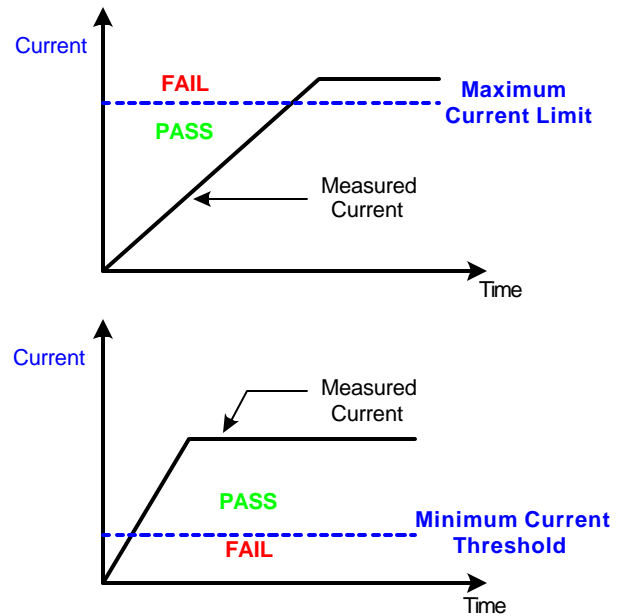 Current
FAIL
Maximum
Current Limit
PASS
Measured
Current
Time
Current
Measured
Current
PASS
Minimum Current
Threshold
FAIL
Time